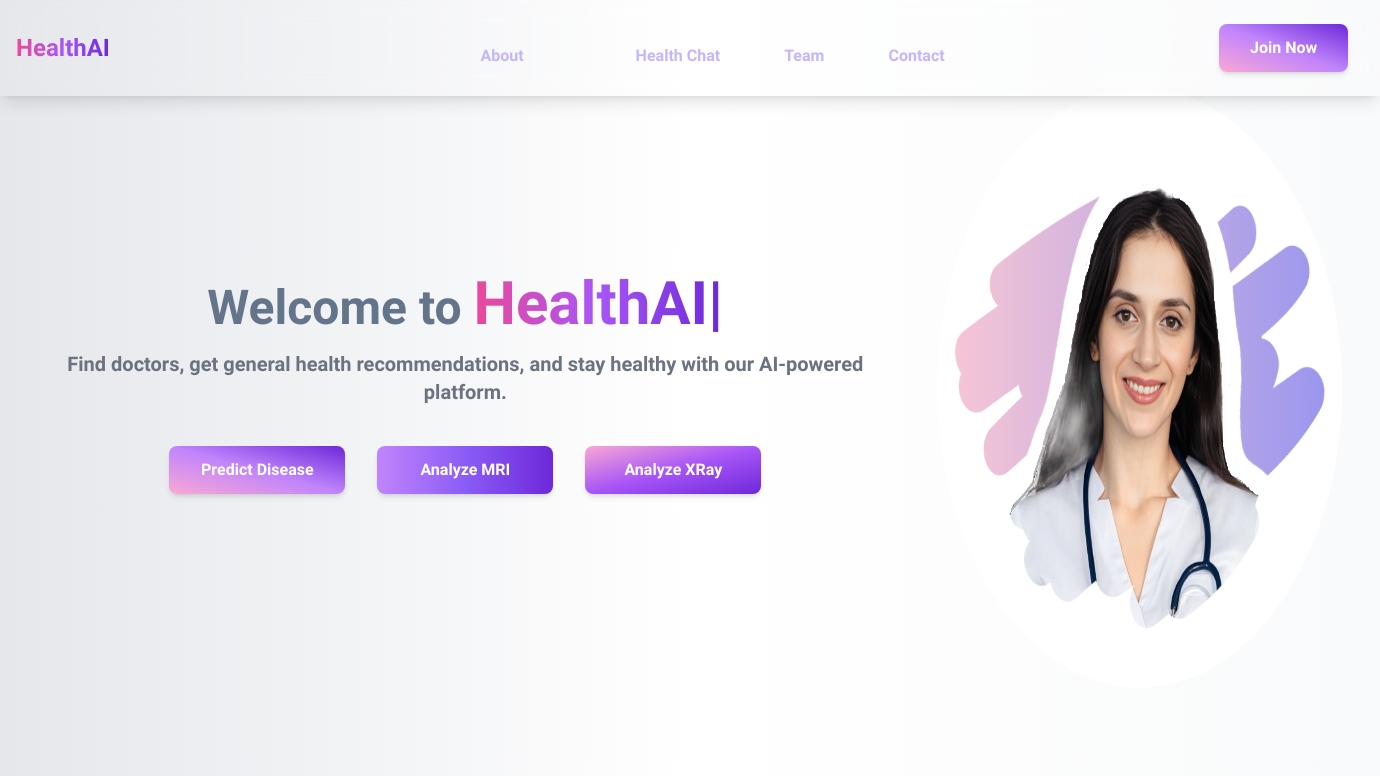 HealthAI
About Health Chat Team Contact
Join Now
Welcome to HealthAI|
Find doctors, get general health recommendations, and stay healthy with our AI-powered
platform.
Predict Disease Analyze MRI Analyze XRay